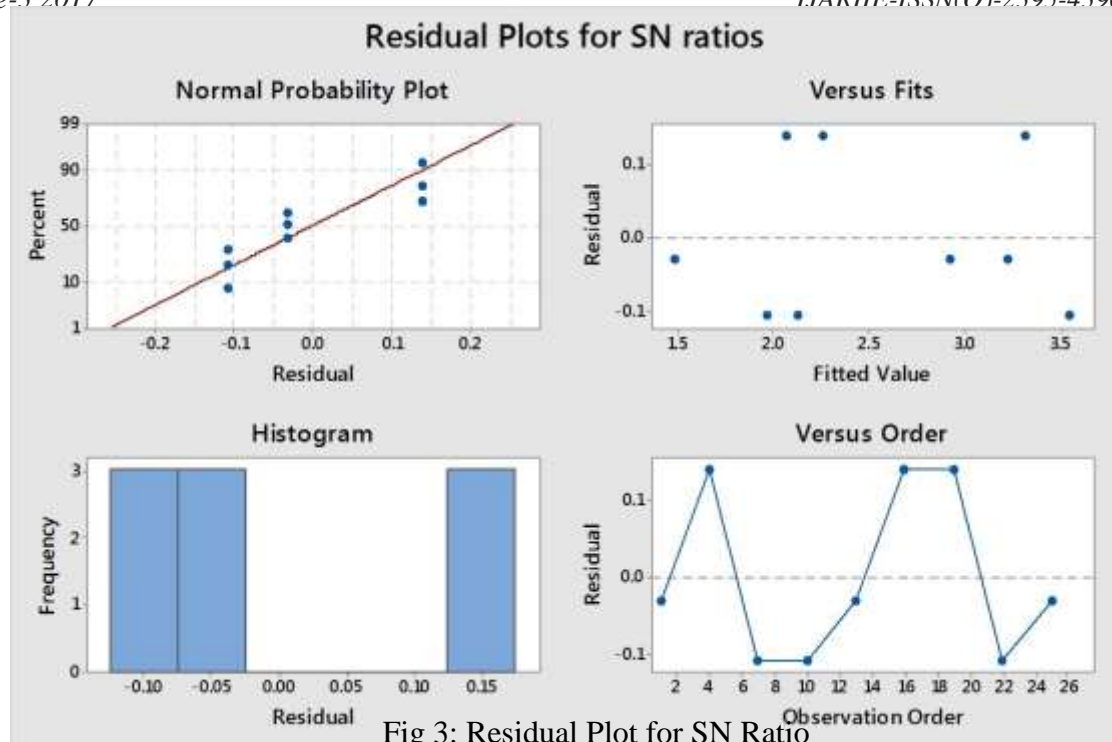 Residual Plots for SN ratios
Normal Probability Plot
99
90
50
10
1
Percent
-0.2 -0.1 0.0 0.1 0.2
Residual
Versus Fits
0.1
0.0
-0.1
Residual
1.5 2.0 2.5 3.0 3.5
Fitted Value
Histogram
3
2
1
0
Frequency
-0.10 -0.05 0.00 0.05 0.10 0.15
Residual
Versus Order
0.1
0.0
-0.1
Residual
2 4 6 8 10 12 14 16 18 20 22 24 26
Observation Order
Fig 3: Residual Plot for SN Ratio